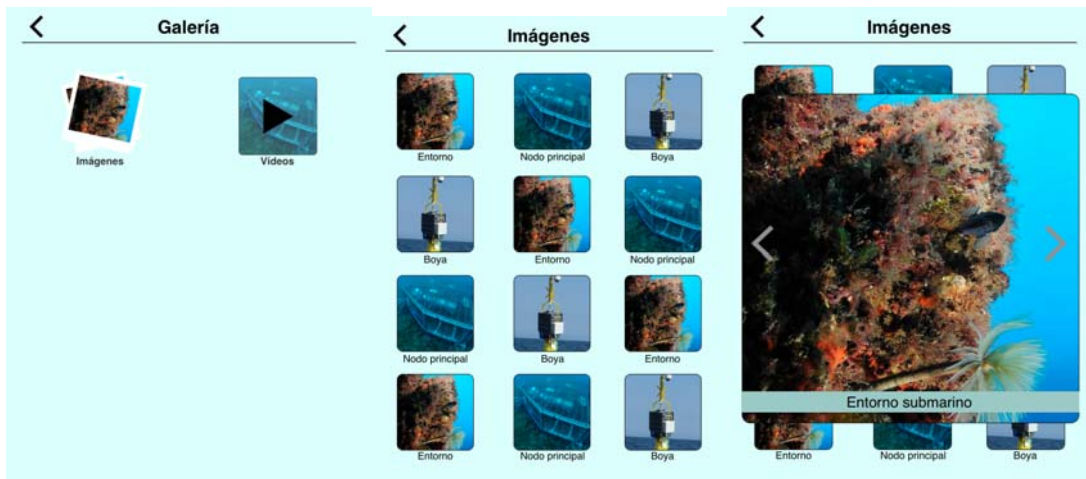 Galería
Imágenes
Vídeos
Imágenes
Entorno
Nodo principal
Boya
Boya
Entorno
Nodo principal
Nodo principal
Boya
Entorno
Entorno
Nodo principal
Boya
Imágenes
Entorno submarino
Entorno
Nodo principal
Boya